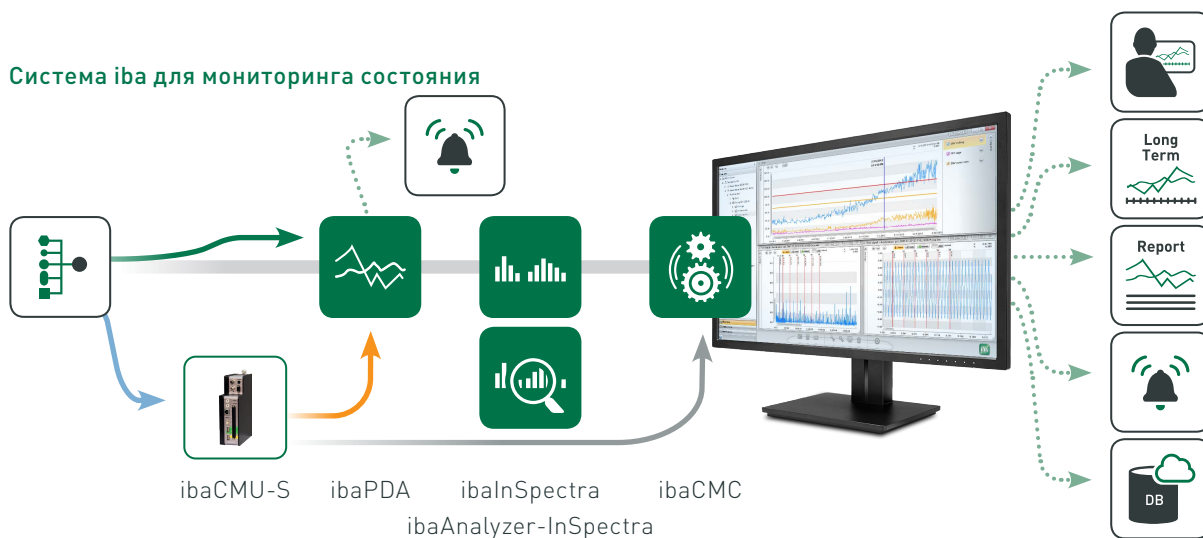 Система iba для мониторинга состояния
Long
Term
Report
DB
ibaCMU-S
ibaPDA
ibaInSpectra
ibaCMC
ibaAnalyzer-InSpectra